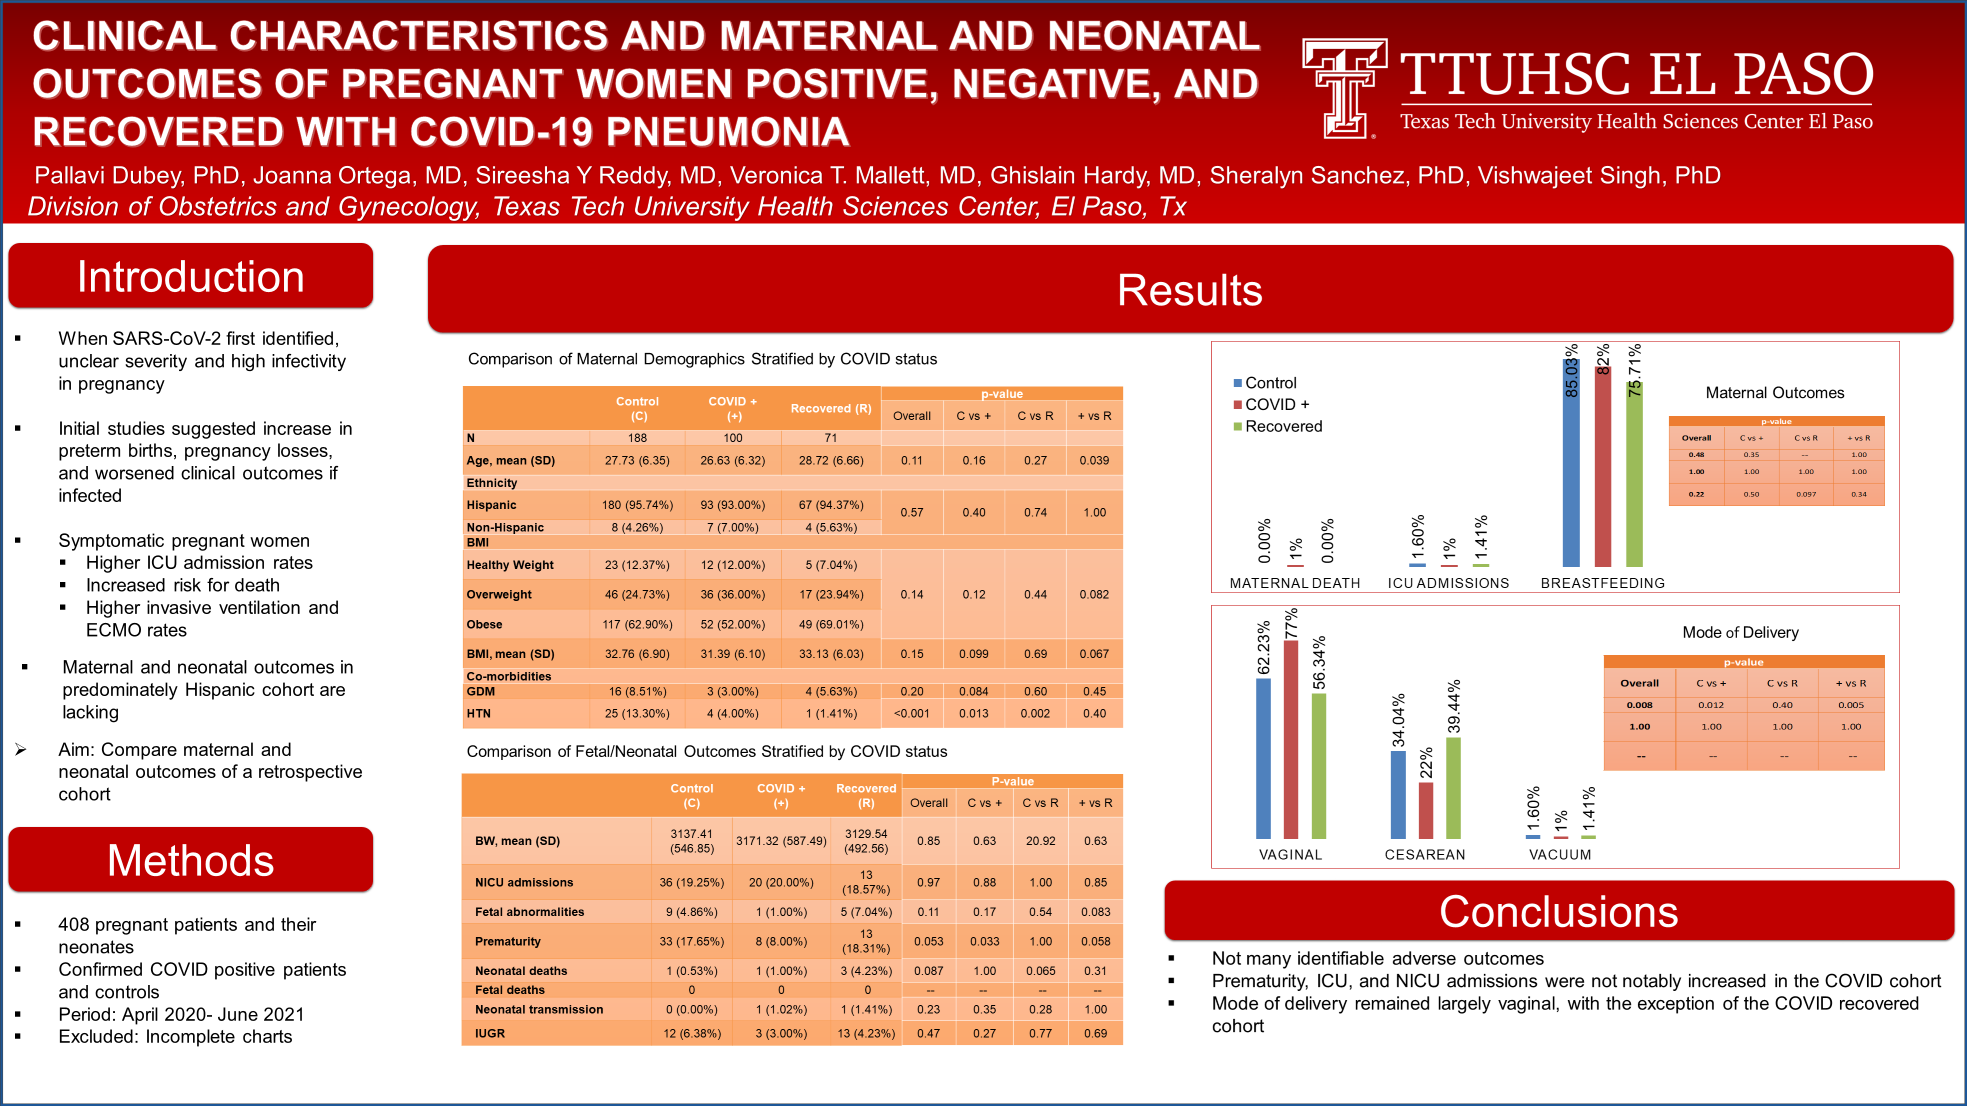 CLINICAL CHARACTERISTICS AND MATERNAL AND NEONATAL
OUTCOMES OF PREGNANT WOMEN POSITIVE, NEGATIVE, AND
RECOVERED WITH COVID-19 PNEUMONIA
TTUHSC EL PASO
Texas Tech University Health Sciences Center El Paso
Pallavi Dubey, PhD, Joanna Ortega, MD, Sireesha Y Reddy, MD, Veronica T. Mallett, MD, Ghislain Hardy, MD, Sheralyn Sanchez, PhD, Vishwajeet Singh, PhD
Division of Obstetrics and Gynecology, Texas Tech University Health Sciences Center, El Paso, Tx
Introduction
▪ When SARS-CoV-2 first identified,
unclear severity and high infectivity
in pregnancy
▪ Initial studies suggested increase in
preterm births, pregnancy losses,
and worsened clinical outcomes if
infected
▪ Symptomatic pregnant women
▪ Higher ICU admission rates
▪ Increased risk for death
▪ Higher invasive ventilation and
ECMO rates
▪ Maternal and neonatal outcomes in
predominately Hispanic cohort are
lacking
➢ Aim: Compare maternal and
neonatal outcomes of a retrospective
cohort
Methods
▪ 408 pregnant patients and their
neonates
▪ Confirmed COVID positive patients
and controls
▪ Period: April 2020- June 2021
▪ Excluded: Incomplete charts
Results
Comparison of Maternal Demographics Stratified by COVID status
Control (C) COVID + (+) Recovered (R) p-value
Overall C vs + C vs R + vs R
N 188 100 71
Age, mean (SD) 27.73 (6.35) 26.63 (6.32) 28.72 (6.66) 0.11 0.16 0.27 0.039
Ethnicity
Hispanic 180 (95.74%) 93 (93.00%) 67 (94.37%) 0.57 0.40 0.74 1.00
Non-Hispanic 8 (4.26%) 7 (7.00%) 4 (5.63%)
BMI
Healthy Weight 23 (12.37%) 12 (12.00%) 5 (7.04%)
Overweight 46 (24.73%) 36 (36.00%) 17 (23.94%) 0.14 0.12 0.44 0.082
Obese 117 (62.90%) 52 (52.00%) 49 (69.01%)
BMI, mean (SD) 32.76 (6.90) 31.39 (6.10) 33.13 (6.03) 0.15 0.099 0.69 0.067
Co-morbidities
GDM 16 (8.51%) 3 (3.00%) 4 (5.63%) 0.20 0.084 0.60 0.45
HTN 25 (13.30%) 4 (4.00%) 1 (1.41%) <0.001 0.013 0.002 0.40
Comparison of Fetal/Neonatal Outcomes Stratified by COVID status
Control (C) COVID + (+) Recovered (R) P-value
Overall C vs + C vs R + vs R
BW, mean (SD) 3137.41 (546.85) 3171.32 (587.49) 3129.54 (492.56) 0.85 0.63 20.92 0.63
NICU admissions 36 (19.25%) 20 (20.00%) 13 (18.57%) 0.97 0.88 1.00 0.85
Fetal abnormalities 9 (4.86%) 1 (1.00%) 5 (7.04%) 0.11 0.17 0.54 0.083
Prematurity 33 (17.65%) 8 (8.00%) 13 (18.31%) 0.053 0.033 1.00 0.058
Neonatal deaths 1 (0.53%) 1 (1.00%) 3 (4.23%) 0.087 1.00 0.065 0.31
Fetal deaths 0 0 0 -- -- -- --
Neonatal transmission 0 (0.00%) 1 (1.02%) 1 (1.41%) 0.23 0.35 0.28 1.00
IUGR 12 (6.38%) 3 (3.00%) 13 (4.23%) 0.47 0.27 0.77 0.69
Control
COVID +
Recovered
0.00% 1% 0.00% 1.60% 1% 1.41% 85.03% 82% 75.71%
MATERNAL DEATH ICU ADMISSIONS BREASTFEEDING
Maternal Outcomes
p-value
Overall C vs + C vs R + vs R
0.48 0.35 -- 1.00
1.00 1.00 1.00 1.00
0.22 0.50 0.097 0.34
62.23% 77% 56.34% 34.04% 22% 39.44% 1.60% 1% 1.41%
VAGINAL CESAREAN VACUUM
Mode of Delivery
p-value
Overall C vs + C vs R + vs R
0.008 0.012 0.40 0.005
1.00 1.00 1.00 1.00
-- -- -- --
Conclusions
▪ Not many identifiable adverse outcomes
▪ Prematurity, ICU, and NICU admissions were not notably increased in the COVID cohort
▪ Mode of delivery remained largely vaginal, with the exception of the COVID recovered
cohort